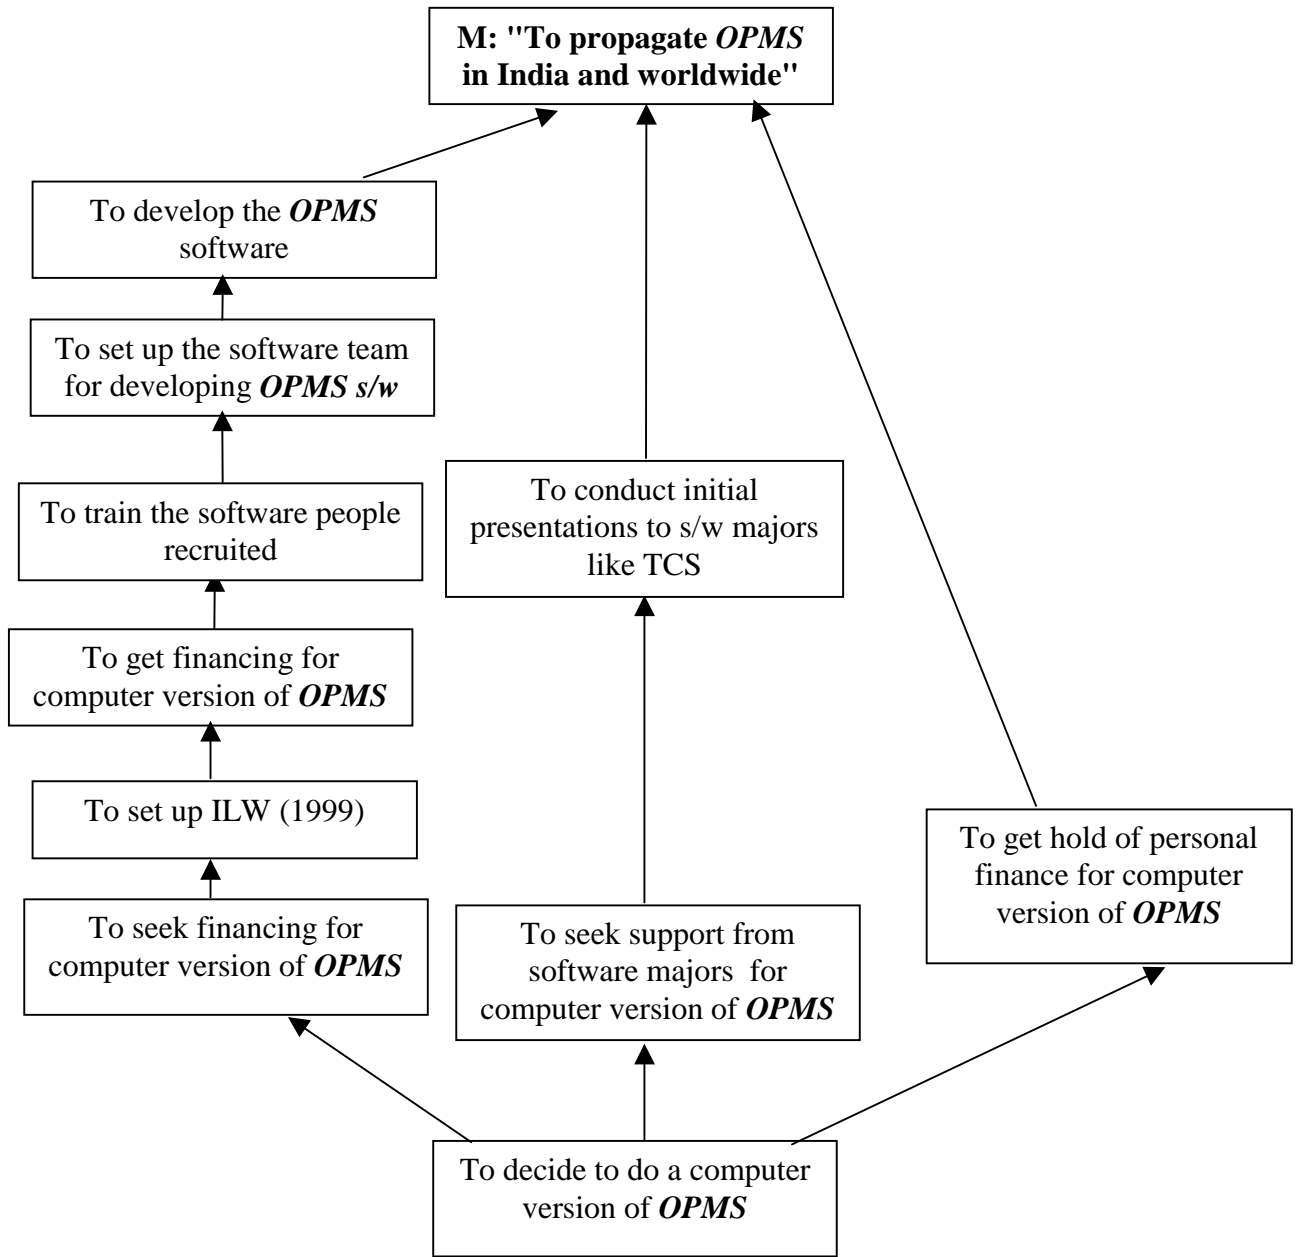 M: "To propagate OPMS
in India and worldwide"
To develop the OPMS
software
To set up the software team
for developing OPMS s/w
To train the software people
recruited
To conduct initial
presentations to s/w majors
like TCS
To get financing for
computer version of OPMS
To set up ILW (1999)
To get hold of personal
finance for computer
version of OPMS
To seek financing for
computer version of OPMS
To seek support from
software majors for
computer version of OPMS
To decide to do a computer
version of OPMS